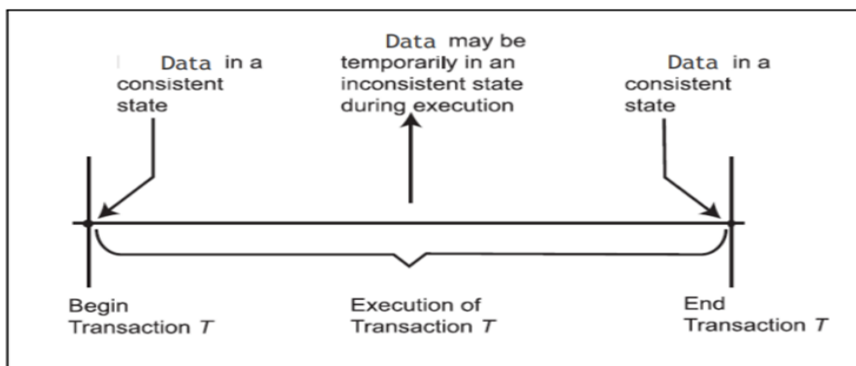 Data in a
consistent
state
Data may be
temporarily in an
inconsistent state
during execution
Data in a
consistent
state
Begin
Transaction T
Execution of
Transaction T
End
Transaction T